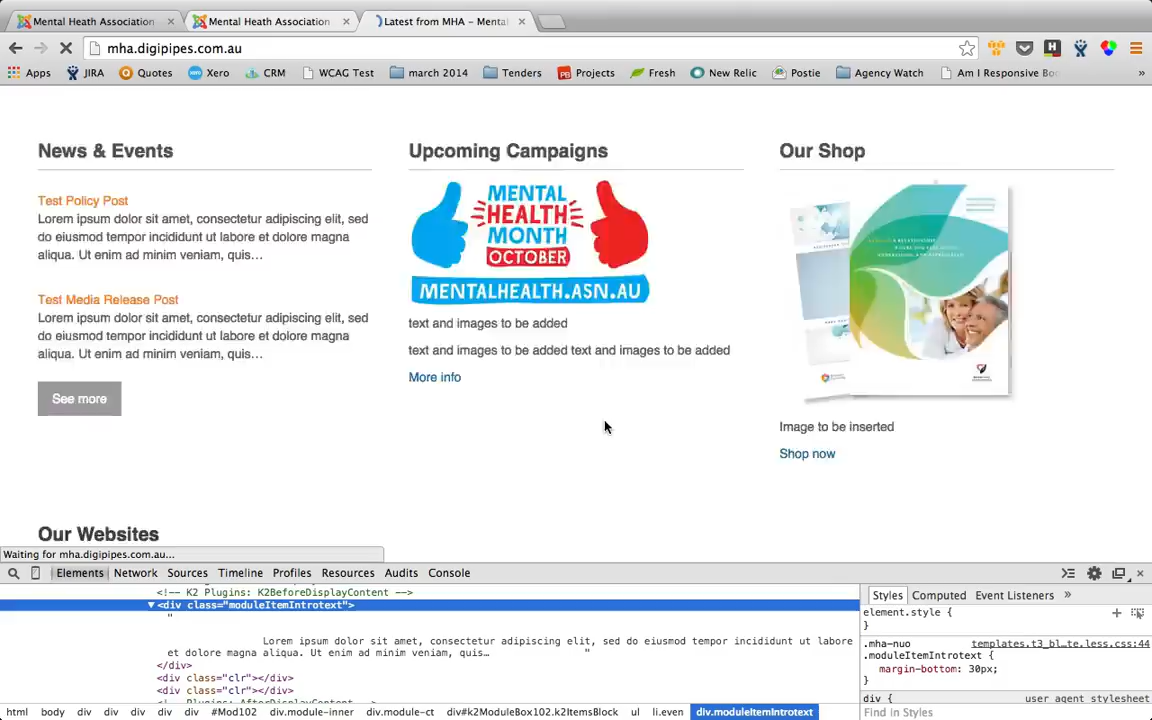 Mental Heath Association
Mental Heath Association
Latest from MHA – Menta
mha.digipipes.com.au
Apps
JIRA
Quotes
Xero
CRM
WCAG Test
march 2014
Tenders
Projects
Fresh
New Relic
Postie
Agency Watch
Am I Responsive Boo
»
News & Events
Upcoming Campaigns
Our Shop
Test Policy Post
Lorem ipsum dolor sit amet, consectetur adipiscing elit, sed
do eiusmod tempor incididunt ut labore et dolore magna
aliqua. Ut enim ad minim veniam, quis…
Test Media Release Post
Lorem ipsum dolor sit amet, consectetur adipiscing elit, sed
do eiusmod tempor incididunt ut labore et dolore magna
aliqua. Ut enim ad minim veniam, quis…
See more
MENTAL
HEALTH
MONTH
OCTOBER
MENTALHEALTH.ASN.AU
text and images to be added
text and images to be added text and images to be added
More info
Image to be inserted
Shop now
Our Websites
Waiting for mha.digipipes.com.au...
Elements Network Sources Timeline Profiles Resources Audits Console
<!-- K2 Plugins: K2BeforeDisplayContent -->
▼<div class="moduleItemIntrotext">
"
Lorem ipsum dolor sit amet, consectetur adipiscing elit, sed do eiusmod tempor incididunt ut labore
et dolore magna aliqua. Ut enim ad minim veniam, quis… "
</div>
<div class="clr"></div>
<div class="clr"></div>
<!-- Plugins: AfterDisplayContent -->
html body div div div #Mod102 div.module-inner div.module-ct div#k2ModuleBox102.k2ItemsBlock ul li.even div.moduleItemIntrotext
Styles Computed Event Listeners »
element.style {
}
.mha-nuo templates.t3_bl…te.less.css:44
.moduleItemIntrotext {
margin-bottom: 30px;
}
div { user agent stylesheet
Find in Styles